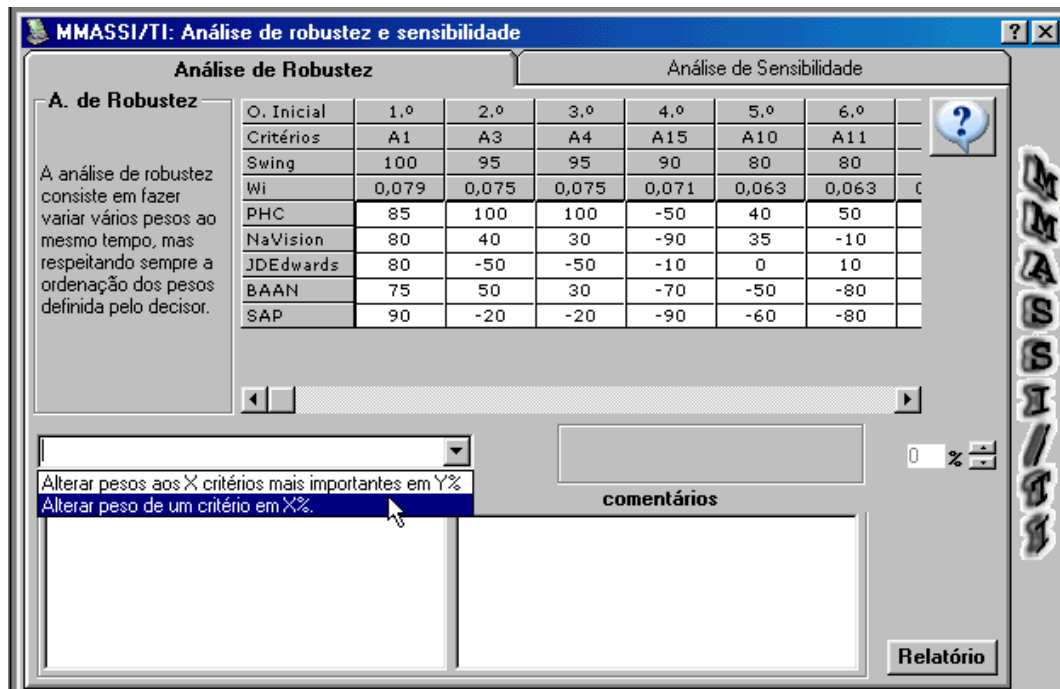 MMASSI/TI: Análise de robustez e sensibilidade
Análise de Robustez
Análise de Sensibilidade
A. de Robustez
A análise de robustez
consiste em fazer
variar vários pesos ao
mesmo tempo, mas
respeitando sempre a
ordenação dos pesos
definida pelo decisor.
O. Inicial 1.º 2.º 3.º 4.º 5.º 6.º
Critérios A1 A3 A4 A15 A10 A11
Swing 100 95 95 90 80 80
Wi 0,079 0,075 0,075 0,071 0,063 0,063
PHC 85 100 100 -50 40 50
NaVision 80 40 30 -90 35 -10
JDEdwards 80 -50 -50 -10 0 10
BAAN 75 50 30 -70 -50 -80
SAP 90 -20 -20 -90 -60 -80
0 %
Alterar pesos aos X critérios mais importantes em Y%
Alterar peso de um critério em X%.
comentários
Relatório
MMASSI/TI